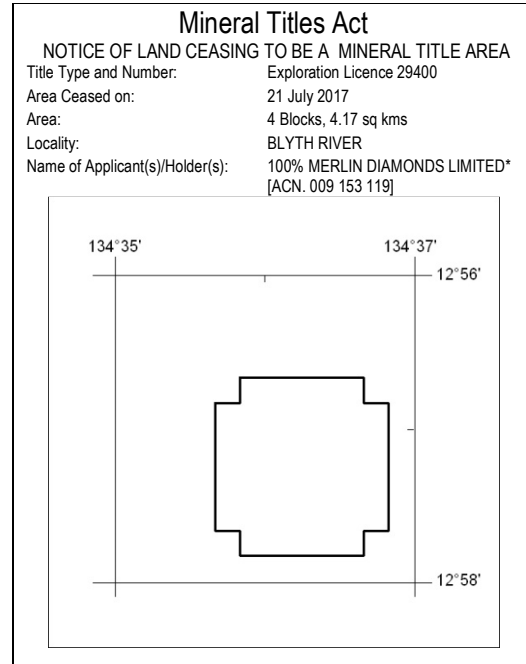 Mineral Titles Act
NOTICE OF LAND CEASING TO BE A MINERAL TITLE AREA
Title Type and Number: Exploration Licence 29400
Area Ceased on: 21 July 2017
Area: 4 Blocks, 4.17 sq kms
Locality: BLYTH RIVER
Name of Applicant(s)/Holder(s): 100% MERLIN DIAMONDS LIMITED*
[ACN. 009 153 119]
134°35' 134°37'
12°56'
12°58'